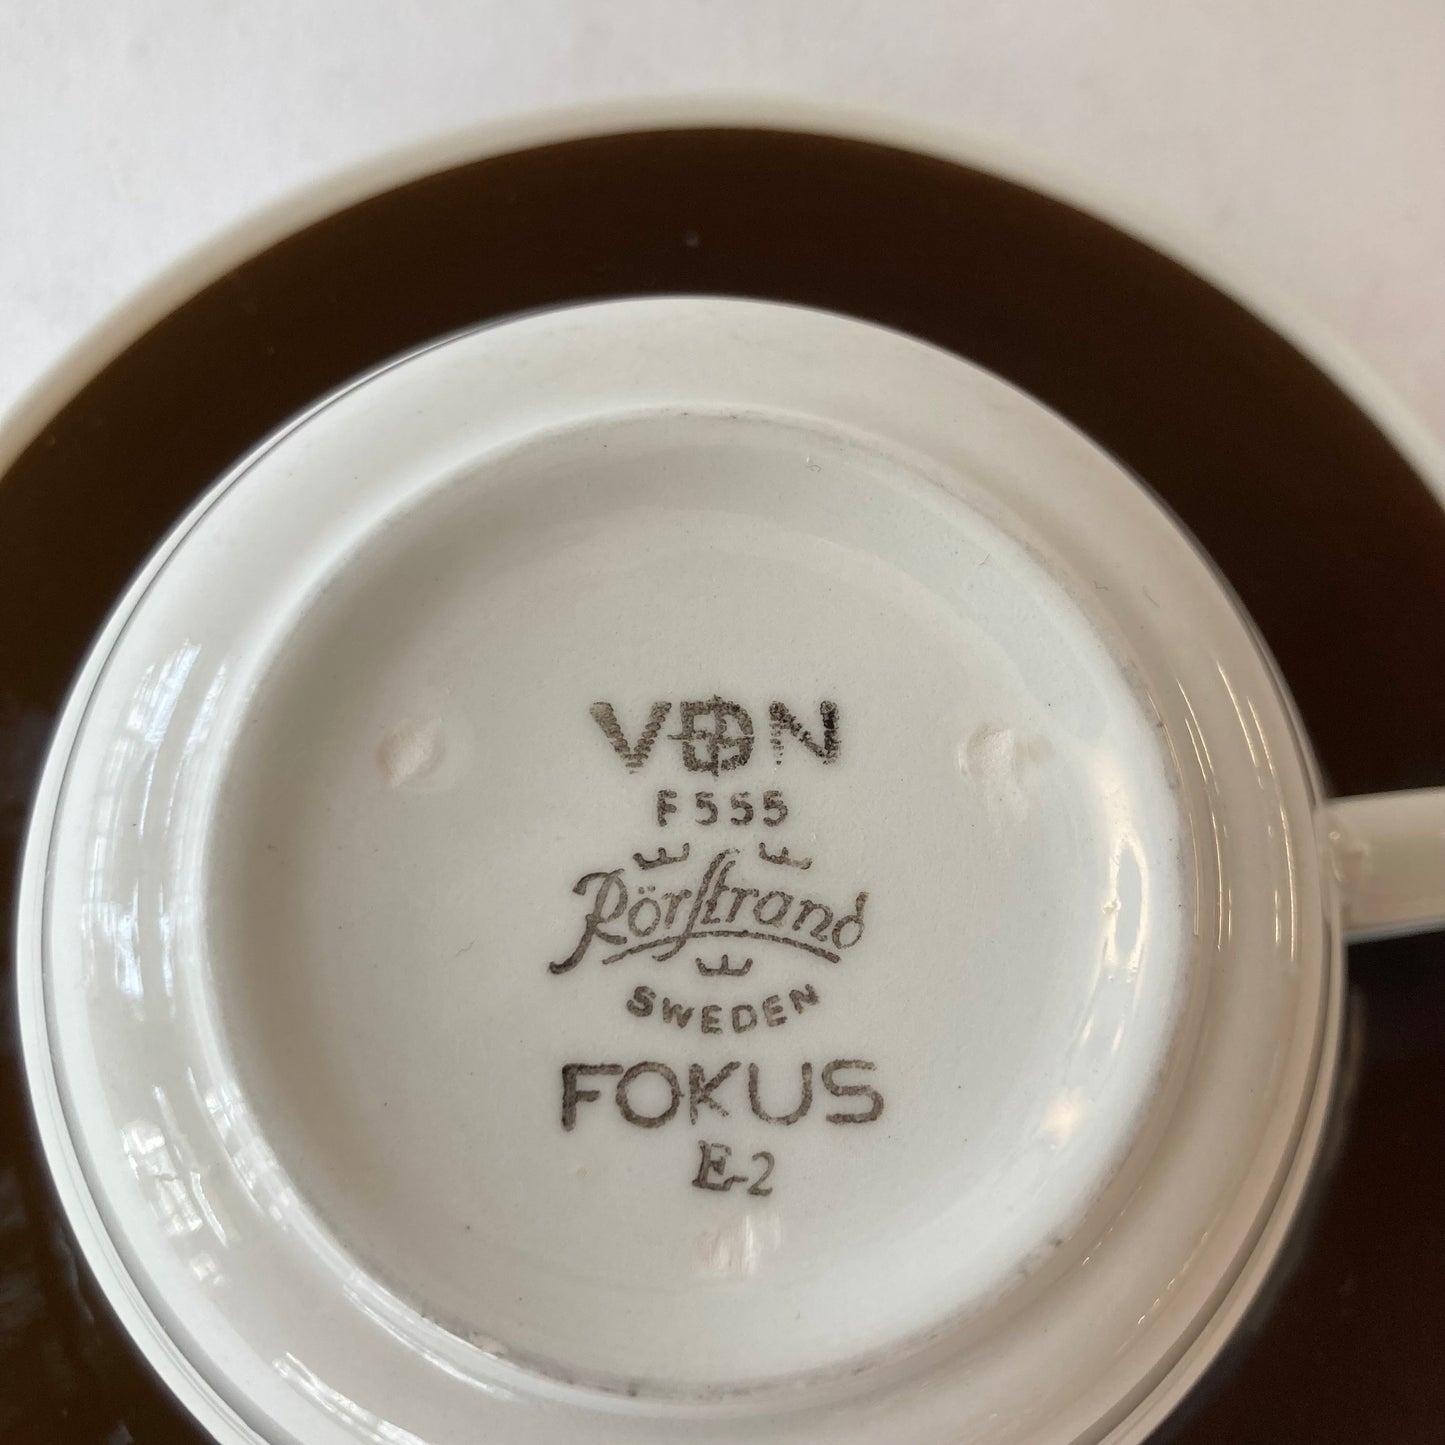 VDN
F555
Rörstrand
SWEDEN
FOKUS
E-2